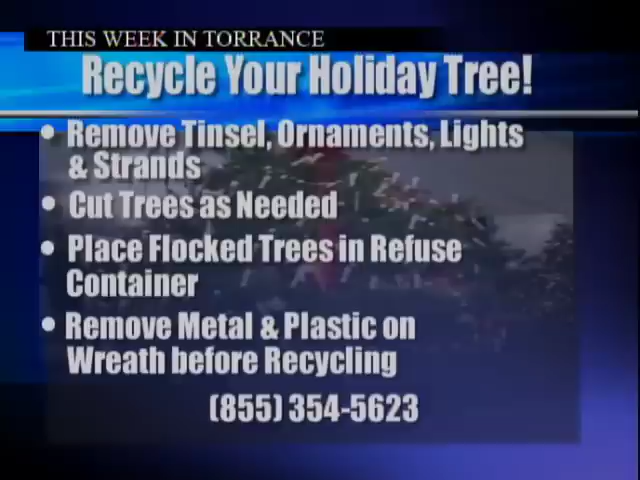 THIS WEEK IN TORRANCE
Recycle Your Holiday Tree!
• Remove Tinsel, Ornaments, Lights
& Strands
• Cut Trees as Needed
• Place Flocked Trees in Refuse
Container
• Remove Metal & Plastic on
Wreath before Recycling
(855) 354-5623